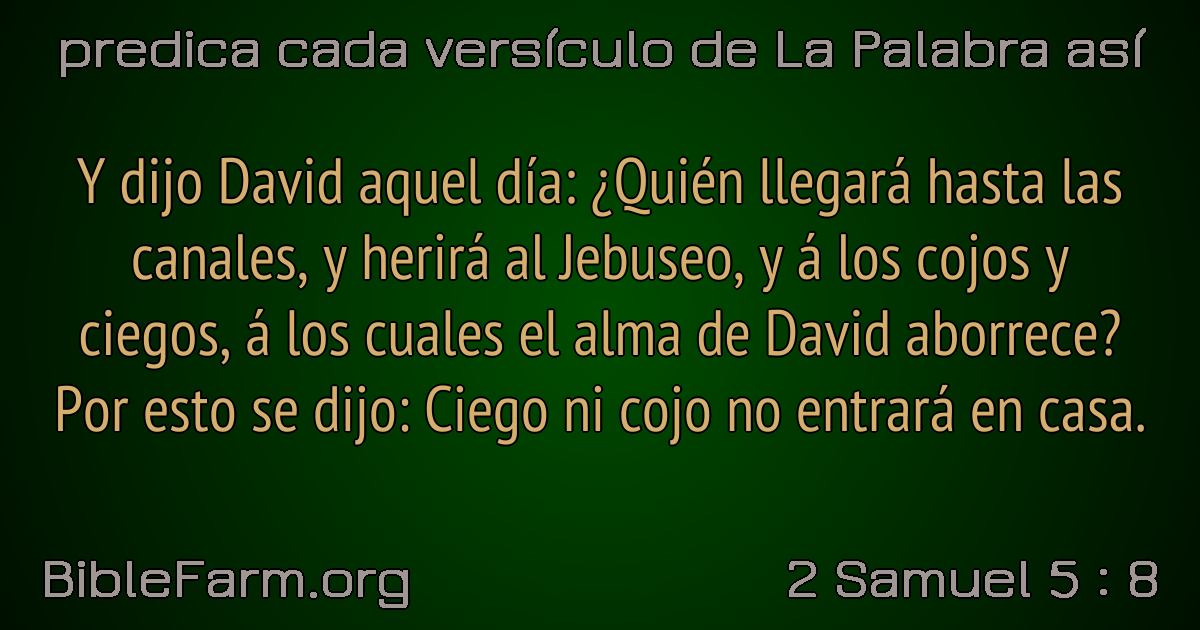 predica cada versículo de La Palabra así
Y dijo David aquel día: ¿Quién llegará hasta las
canales, y herirá al Jebuseo, y á los cojos y
ciegos, á los cuales el alma de David aborrece?
Por esto se dijo: Ciego ni cojo no entrará en casa.
BibleFarm.org
2 Samuel 5 : 8